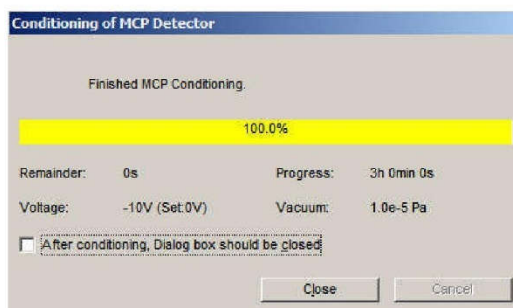 Conditioning of MCP Detector
Finished MCP Conditioning.
100.0%
Remainder: 0s Progress: 3h 0min 0s
Voltage: -10V (Set:0V) Vacuum: 1.0e-5 Pa
After conditioning, Dialog box should be closed
Close Cancel